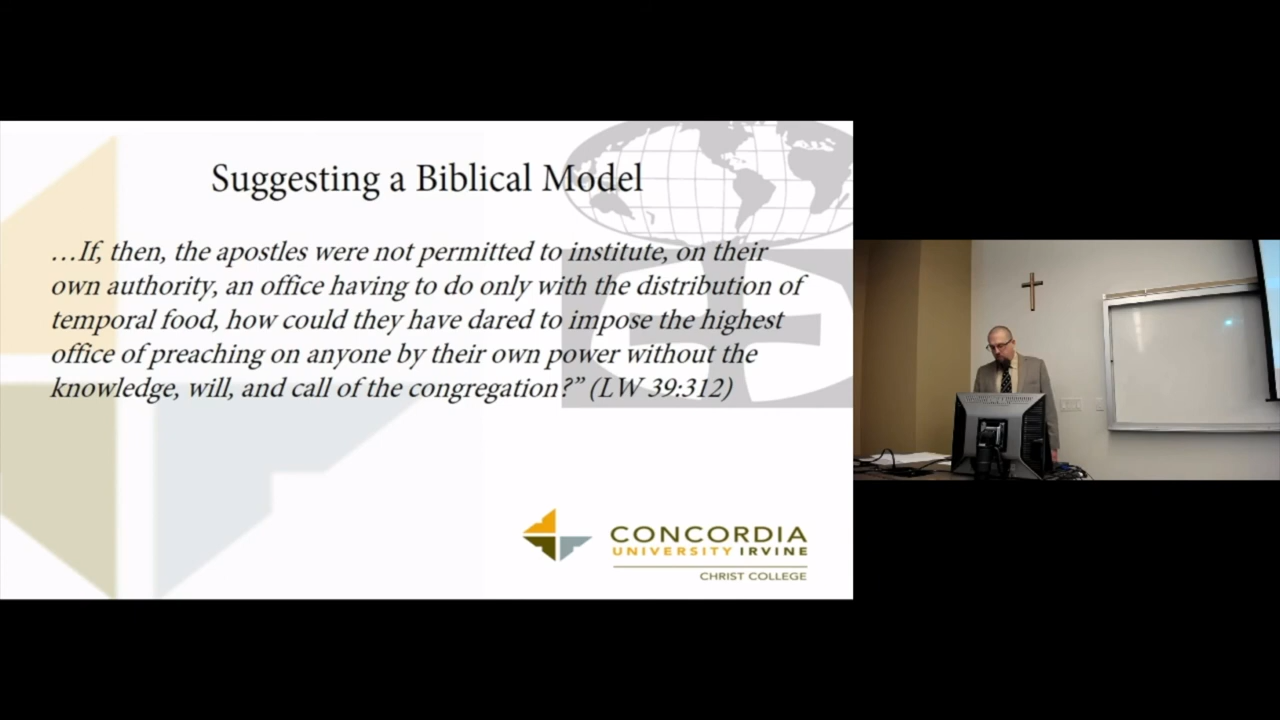 Suggesting a Biblical Model
…If, then, the apostles were not permitted to institute, on their
own authority, an office having to do only with the distribution of
temporal food, how could they have dared to impose the highest
office of preaching on anyone by their own power without the
knowledge, will, and call of the congregation?” (LW 39:312)
CONCORDIA
UNIVERSITY IRVINE
CHRIST COLLEGE